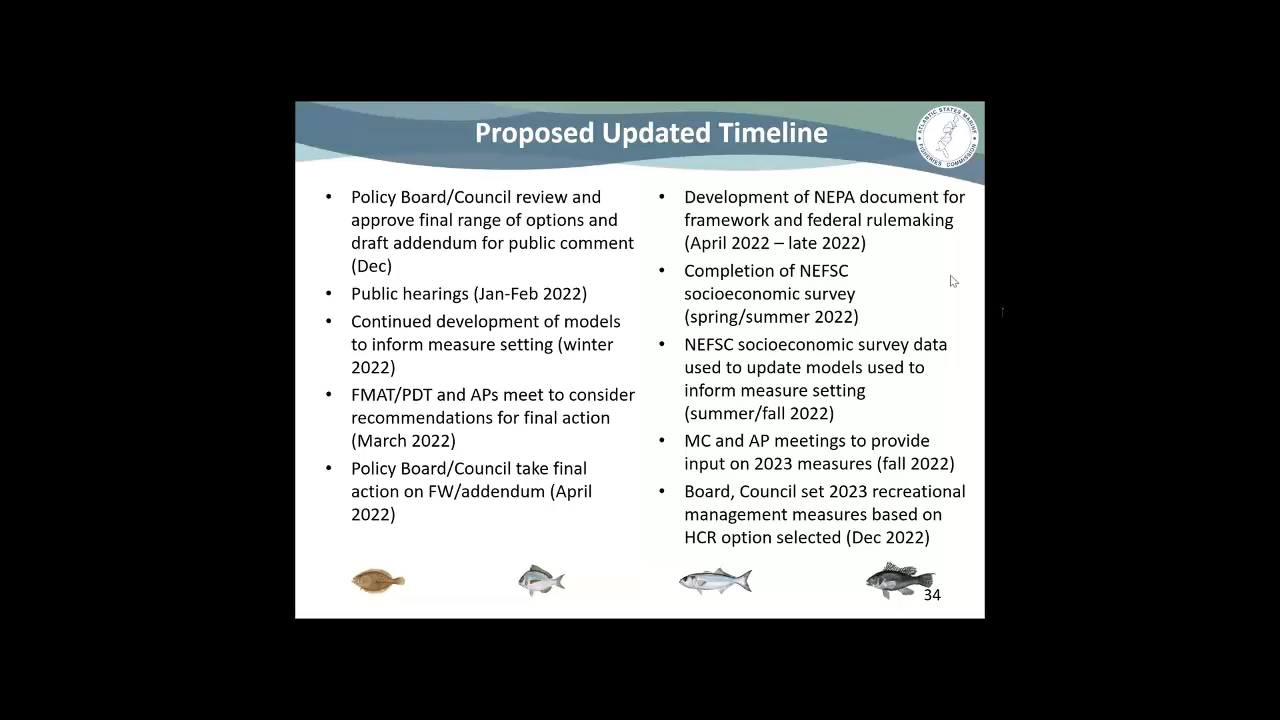 Proposed Updated Timeline
ATLANTIC STATES MARINE
FISHERIES COMMISSION
• Policy Board/Council review and
approve final range of options and
draft addendum for public comment
(Dec)
• Public hearings (Jan-Feb 2022)
• Continued development of models
to inform measure setting (winter
2022)
• FMAT/PDT and APs meet to consider
recommendations for final action
(March 2022)
• Policy Board/Council take final
action on FW/addendum (April
2022)
• Development of NEPA document for
framework and federal rulemaking
(April 2022 – late 2022)
• Completion of NEFSC
socioeconomic survey
(spring/summer 2022)
• NEFSC socioeconomic survey data
used to update models used to
inform measure setting
(summer/fall 2022)
• MC and AP meetings to provide
input on 2023 measures (fall 2022)
• Board, Council set 2023 recreational
management measures based on
HCR option selected (Dec 2022)
34